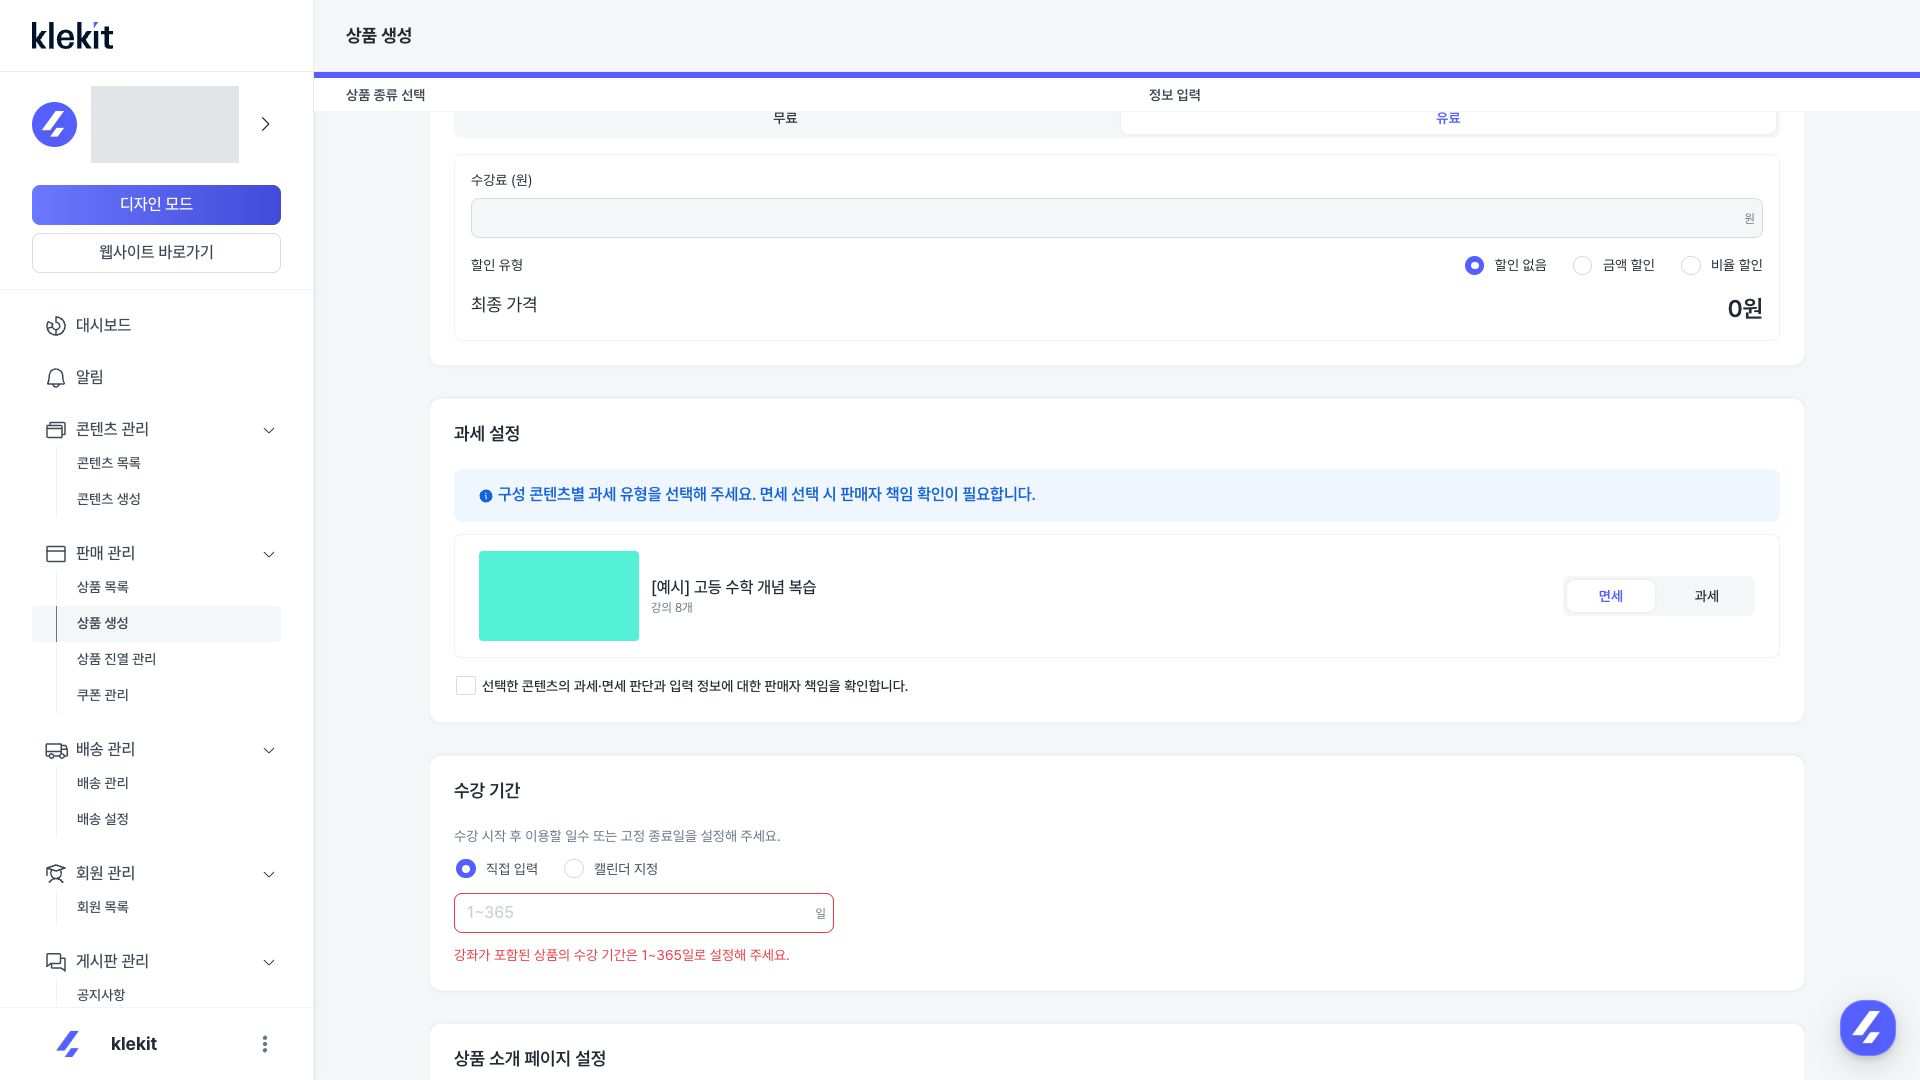 klekit
디자인 모드
웹사이트 바로가기
대시보드
알림
콘텐츠 관리
콘텐츠 목록
콘텐츠 생성
판매 관리
상품 목록
상품 생성
상품 진열 관리
쿠폰 관리
배송 관리
배송 관리
배송 설정
회원 관리
회원 목록
게시판 관리
공지사항
klekit
상품 생성
상품 종류 선택
정보 입력
무료
유료
수강료 (원)
원
할인 유형
할인 없음
금액 할인
비율 할인
최종 가격
0원
과세 설정
구성 콘텐츠별 과세 유형을 선택해 주세요. 면세 선택 시 판매자 책임 확인이 필요합니다.
[예시] 고등 수학 개념 복습
강의 8개
면세
과세
선택한 콘텐츠의 과세·면세 판단과 입력 정보에 대한 판매자 책임을 확인합니다.
수강 기간
수강 시작 후 이용할 일수 또는 고정 종료일을 설정해 주세요.
직접 입력
캘린더 지정
1~365
일
강좌가 포함된 상품의 수강 기간은 1~365일로 설정해 주세요.
상품 소개 페이지 설정